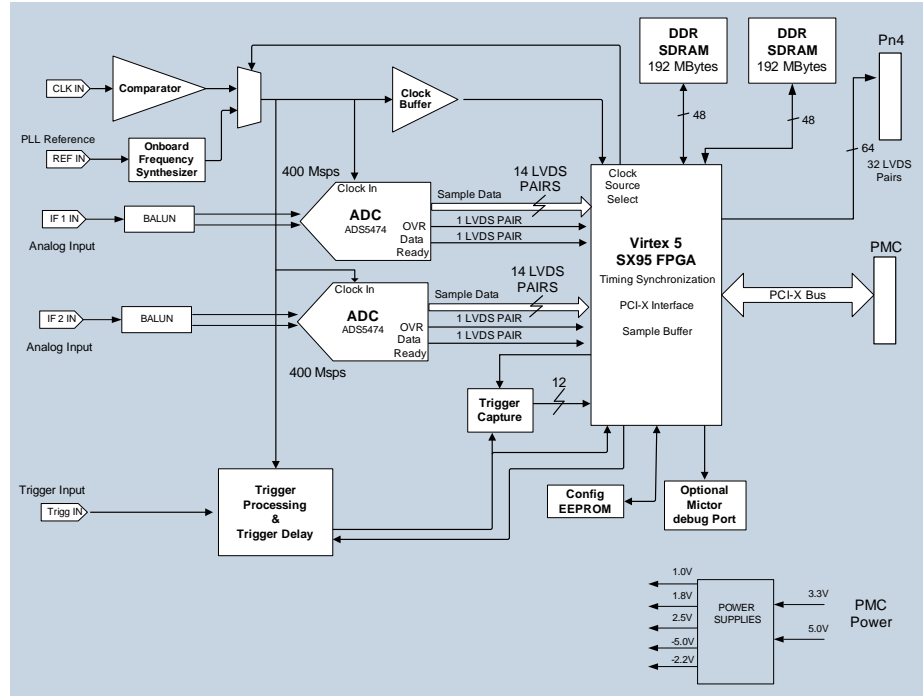 DDR
SDRAM
192 MBytes
DDR
SDRAM
192 MBytes
Pn4
CLK IN
Comparator
Clock
Buffer
48
48
PLL Reference
REF IN
Onboard
Frequency
Synthesizer
64
32 LVDS
Pairs
400 Msps
Clock In
14 LVDS
PAIRS
Sample Data
Clock
Source
Select
IF 1 IN
BALUN
ADC
ADS5474
OVR
Data
Ready
1 LVDS PAIR
1 LVDS PAIR
Analog Input
Virtex 5
SX95 FPGA
Timing Synchronization
PCI-X Interface
Sample Buffer
PCI-X Bus
PMC
Clock In
14 LVDS
PAIRS
Sample Data
IF 2 IN
BALUN
ADC
ADS5474
OVR
Data
Ready
1 LVDS PAIR
1 LVDS PAIR
Analog Input
400 Msps
Trigger
Capture
12
Trigger Input
Trigg IN
Trigger
Processing
&
Trigger Delay
Config
EEPROM
Optional
Mictor
debug Port
1.0V
1.8V
2.5V
-5.0V
-2.2V
POWER
SUPPLIES
3.3V
5.0V
PMC
Power